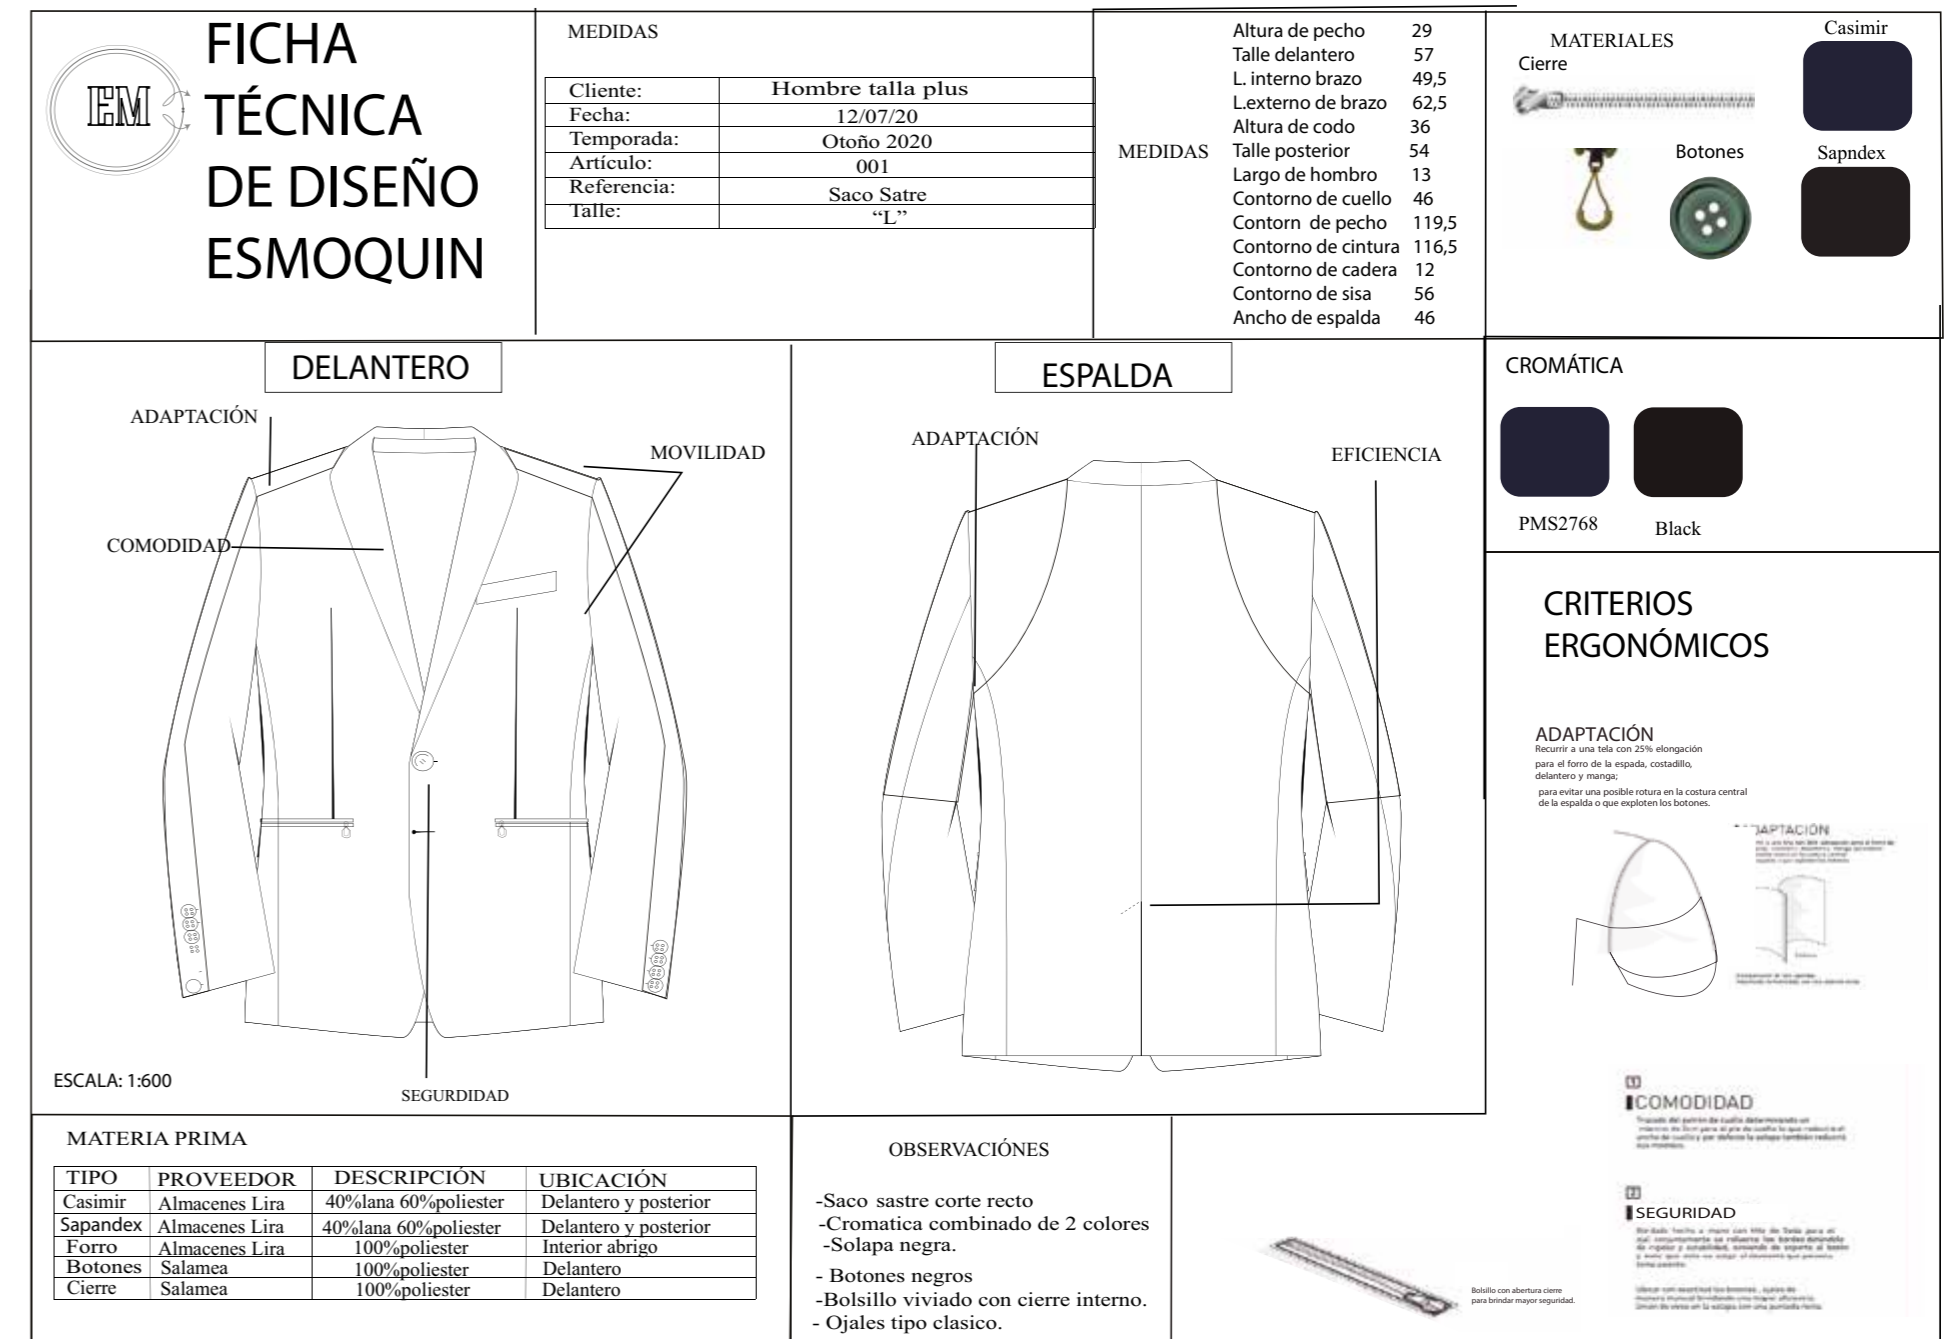 EM
FICHA
TÉCNICA
DE DISEÑO
ESMOQUIN
MEDIDAS
Cliente: Hombre talla plus
Fecha: 12/07/20
Temporada: Otoño 2020
Artículo: 001
Referencia: Saco Satre
Talle: “L”
MEDIDAS
Altura de pecho 29
Talle delantero 57
L. interno brazo 49,5
L.externo de brazo 62,5
Altura de codo 36
Talle posterior 54
Largo de hombro 13
Contorno de cuello 46
Contorn de pecho 119,5
Contorno de cintura 116,5
Contorno de cadera 12
Contorno de sisa 56
Ancho de espalda 46
MATERIALES
Cierre
Casimir
Botones
Sapndex
DELANTERO
ADAPTACIÓN
MOVILIDAD
COMODIDAD
ESCALA: 1:600
SEGURDIDAD
ESPALDA
ADAPTACIÓN
EFICIENCIA
CROMÁTICA
PMS2768
Black
CRITERIOS
ERGONÓMICOS
ADAPTACIÓN
Recurrir a una tela con 25% elongación
para el forro de la espada, costadillo,
delantero y manga;
para evitar una posible rotura en la costura central
de la espalda o que exploten los botones.
1
COMODIDAD
2
SEGURIDAD
MATERIA PRIMA
TIPO PROVEEDOR DESCRIPCIÓN UBICACIÓN
Casimir Almacenes Lira 40%lana 60%poliester Delantero y posterior
Sapandex Almacenes Lira 40%lana 60%poliester Delantero y posterior
Forro Almacenes Lira 100%poliester Interior abrigo
Botones Salamea 100%poliester Delantero
Cierre Salamea 100%poliester Delantero
OBSERVACIÓNES
-Saco sastre corte recto
-Cromatica combinado de 2 colores
-Solapa negra.
- Botones negros
-Bolsillo viviado con cierre interno.
- Ojales tipo clasico.
Bolsillo con abertura cierre
para brindar mayor seguridad.